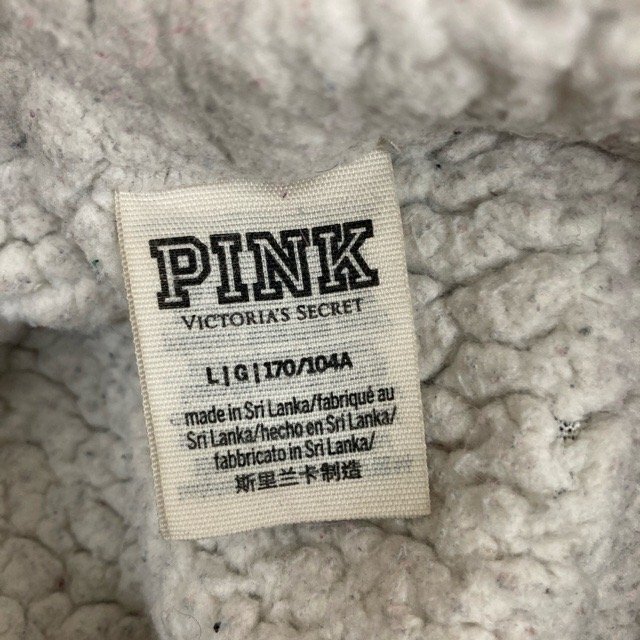 PINK
VICTORIA'S SECRET
L|G|170/104A
made in Sri Lanka/fabriqué au
Sri Lanka/hecho en Sri Lanka/
fabbricato in Sri Lanka/
斯里兰卡制造